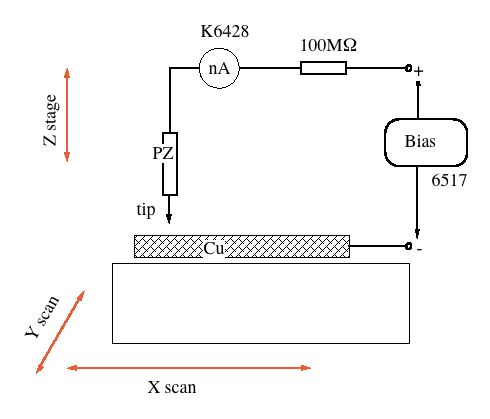 K6428
100MΩ
nA
+
Z stage
Bias
PZ
6517
tip
Cu
-
Y scan
X scan